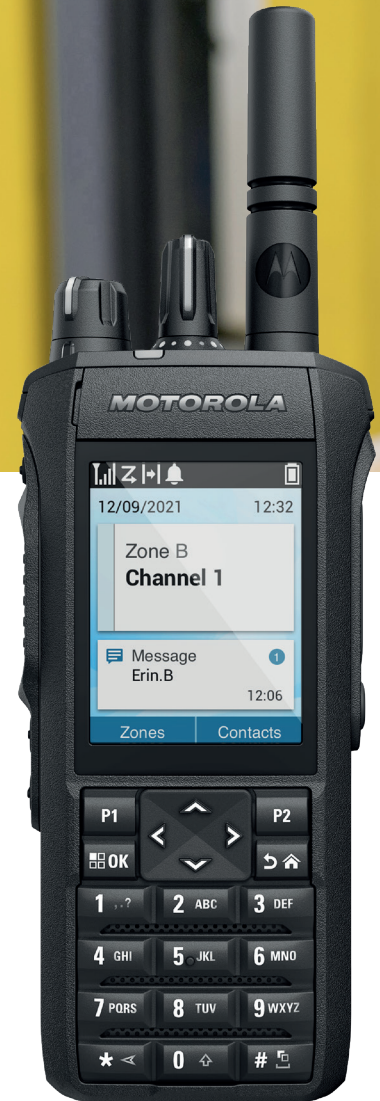 MOTOROLA
12/09/2021 12:32
Zone B
Channel 1
Message 1
Erin.B
12:06
Zones Contacts
P1 P2
OK
1 .,? 2 ABC 3 DEF
4 GHI 5 JKL 6 MNO
7 PQRS 8 TUV 9 WXYZ
* 0 #